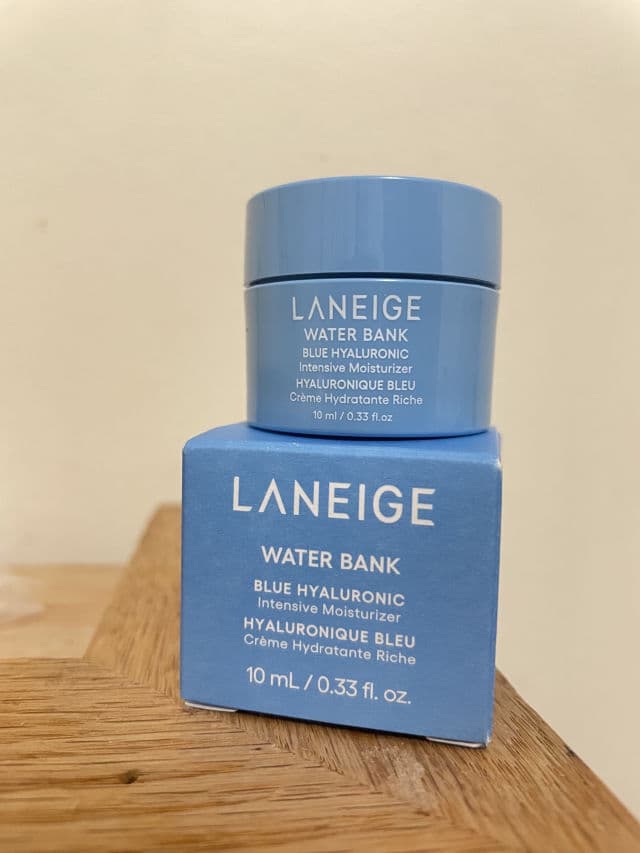 LANEIGE
WATER BANK
BLUE HYALURONIC
Intensive Moisturizer
HYALURONIQUE BLEU
Crème Hydratante Riche
10 ml / 0.33 fl.oz
LANEIGE
WATER BANK
BLUE HYALURONIC
Intensive Moisturizer
HYALURONIQUE BLEU
Crème Hydratante Riche
10 mL / 0.33 fl. oz.